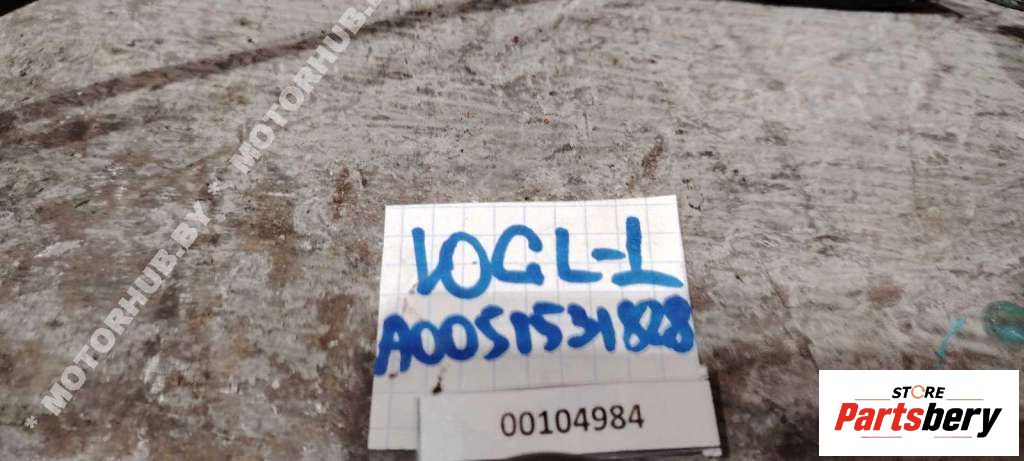 * MOTORHUB.BY * MOTORHUB.BY
10GL-1
A0051531828
00104984
STORE
Partsbery